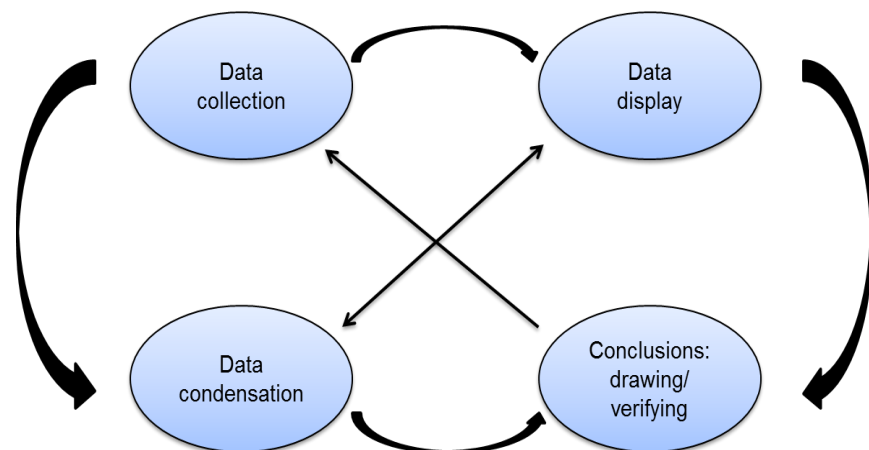 Data
collection
Data
display
Data
condensation
Conclusions:
drawing/
verifying